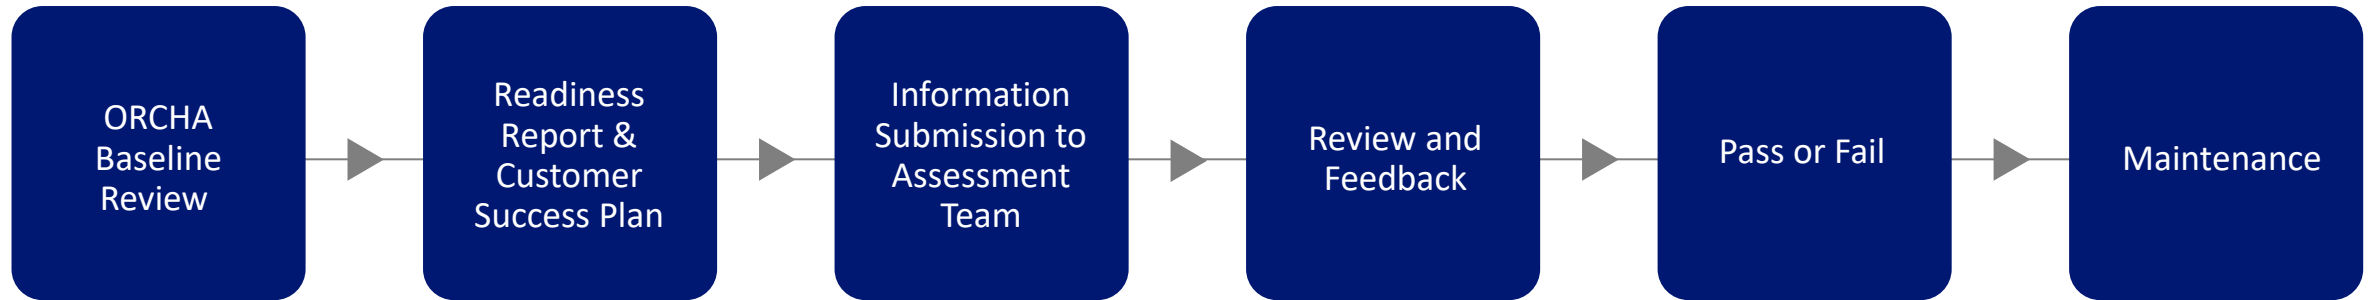 ORCHA
Baseline
Review
Readiness
Report &
Customer
Success Plan
Information
Submission to
Assessment
Team
Review and
Feedback
Pass or Fail
Maintenance